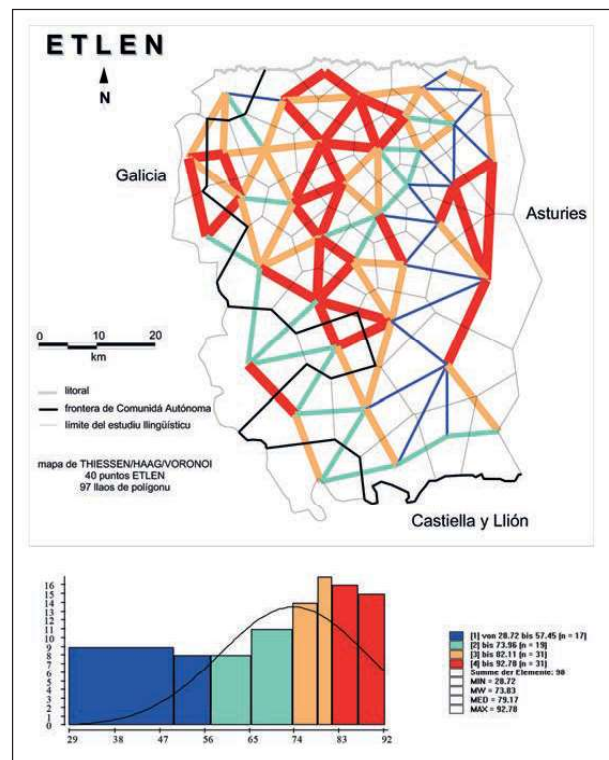 ETLEN
N
Galicia
Asturies
0 10 20
km
litoral
frontera de Comunidá Autónoma
límite del estudiu llingüísticu
mapa de THIESSEN/HAAG/VORONOI
40 puntos ETLEN
97 llaos de polígonu
Castiella y Llión
16
15
14
13
12
11
10
9
8
7
6
5
4
3
2
1
0
29 38 47 56 65 74 83 92
[1] von 28.72 bis 57.45 (n = 17)
[2] bis 73.96 (n = 19)
[3] bis 82.11 (n = 31)
[4] bis 92.78 (n = 31)
Summe der Elemente: 98
MIN = 28.72
MW = 73.83
MED = 79.17
MAX = 92.78